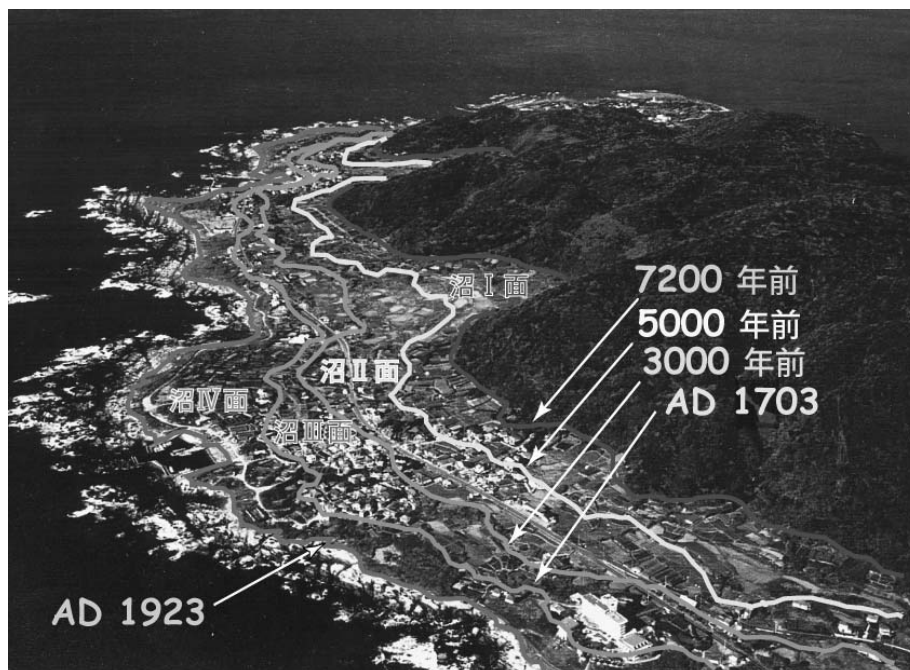 沼Ⅰ面
7200 年前
5000 年前
沼Ⅱ面
3000 年前
沼Ⅳ面
AD 1703
沼Ⅲ面
AD 1923